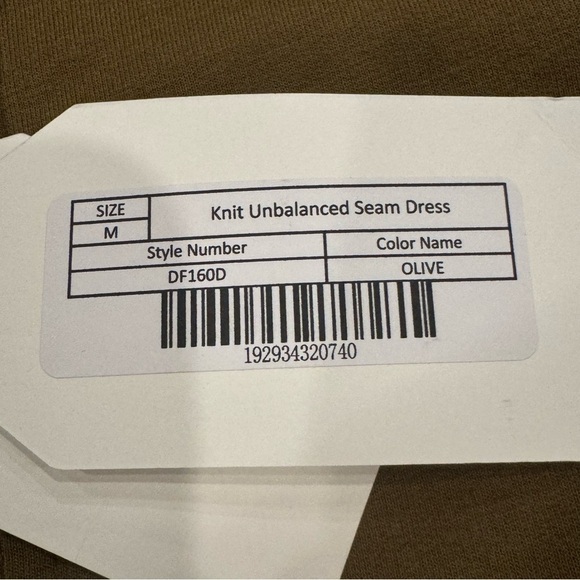 SIZE
Knit Unbalanced Seam Dress
M
Style Number
Color Name
DF160D
OLIVE
192934320740